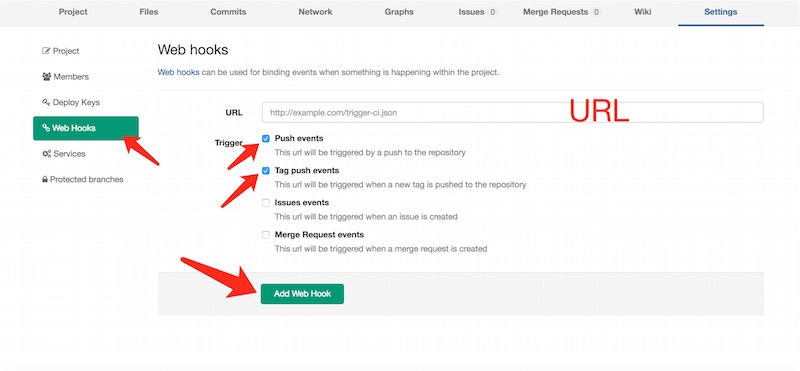 Project Files Commits Network Graphs Issues 0 Merge Requests 0 Wiki Settings
Project
Members
Deploy Keys
Web Hooks
Services
Protected branches
Web hooks
Web hooks can be used for binding events when something is happening within the project.
URL http://example.com/trigger-ci.json URL
Trigger Push events
This url will be triggered by a push to the repository
Tag push events
This url will be triggered when a new tag is pushed to the repository
Issues events
This url will be triggered when an issue is created
Merge Request events
This url will be triggered when a merge request is created
Add Web Hook